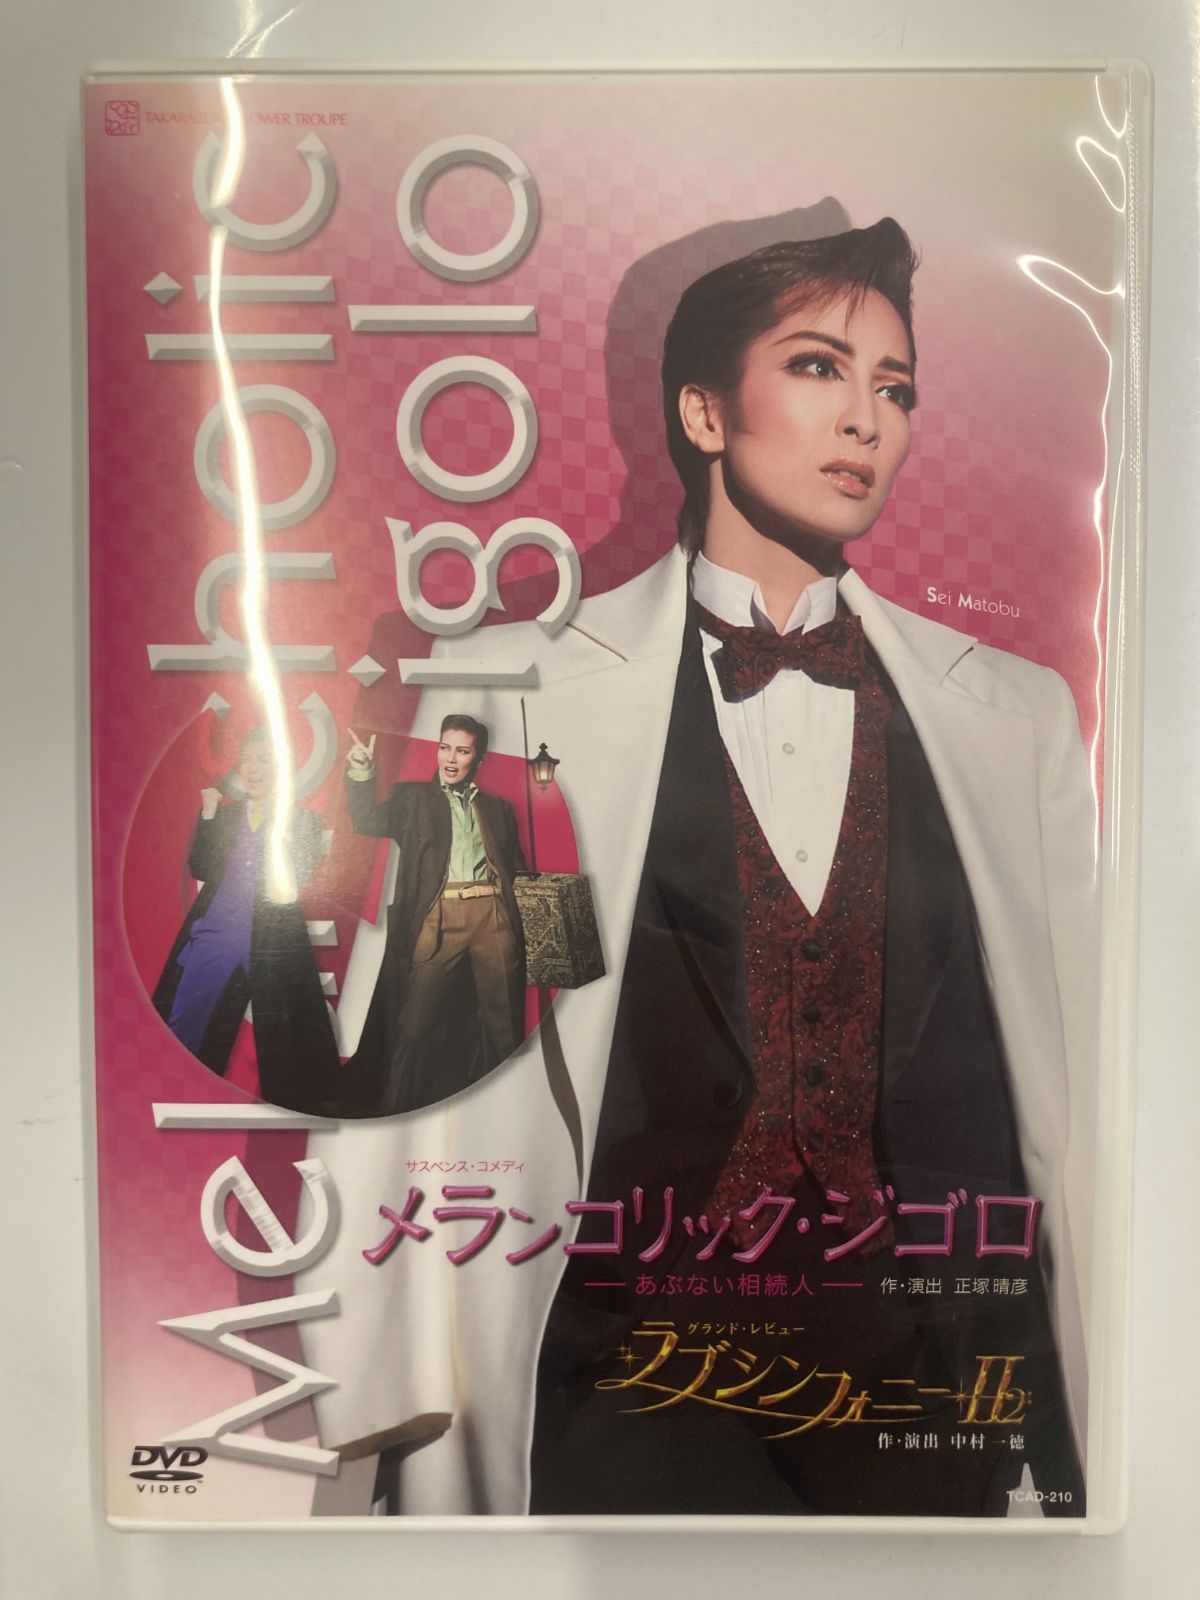 TAKARAZUKA FLOWER TROUPE
Melancholic
Gigolo
Sei Matobu
サスペンス・コメディ
メランコリック・ジゴロ
―あぶない相続人―
作・演出 正塚晴彦
グランド・レビュー
ラブ・シンフォニーII2
作・演出 中村一徳
DVD
VIDEO
TCAD-210